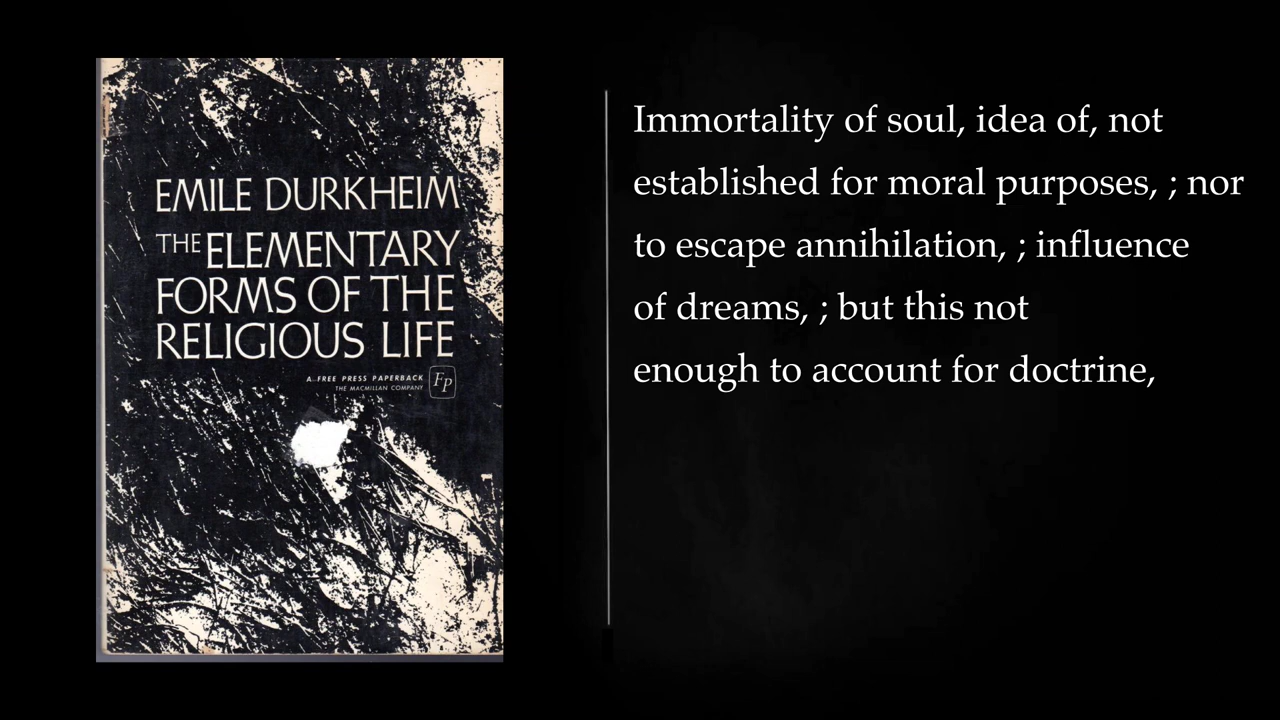 EMILE DURKHEIM
THE ELEMENTARY
FORMS OF THE
RELIGIOUS LIFE
A FREE PRESS PAPERBACK
THE MACMILLAN COMPANY
FP
Immortality of soul, idea of, not
established for moral purposes, ; nor
to escape annihilation, ; influence
of dreams, ; but this not
enough to account for doctrine,